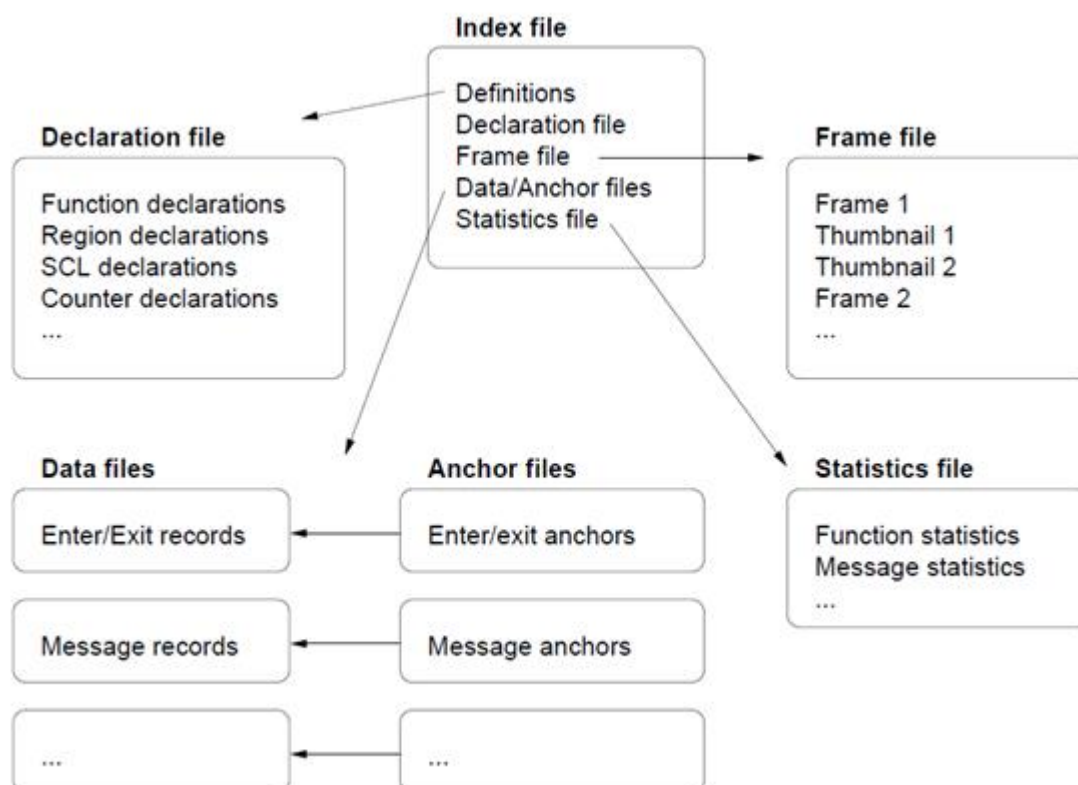 Index file
Definitions
Declaration file
Frame file
Data/Anchor files
Statistics file
Declaration file
Function declarations
Region declarations
SCL declarations
Counter declarations
...
Frame file
Frame 1
Thumbnail 1
Thumbnail 2
Frame 2
...
Data files
Enter/Exit records
Message records
...
Anchor files
Enter/exit anchors
Message anchors
...
Statistics file
Function statistics
Message statistics
...